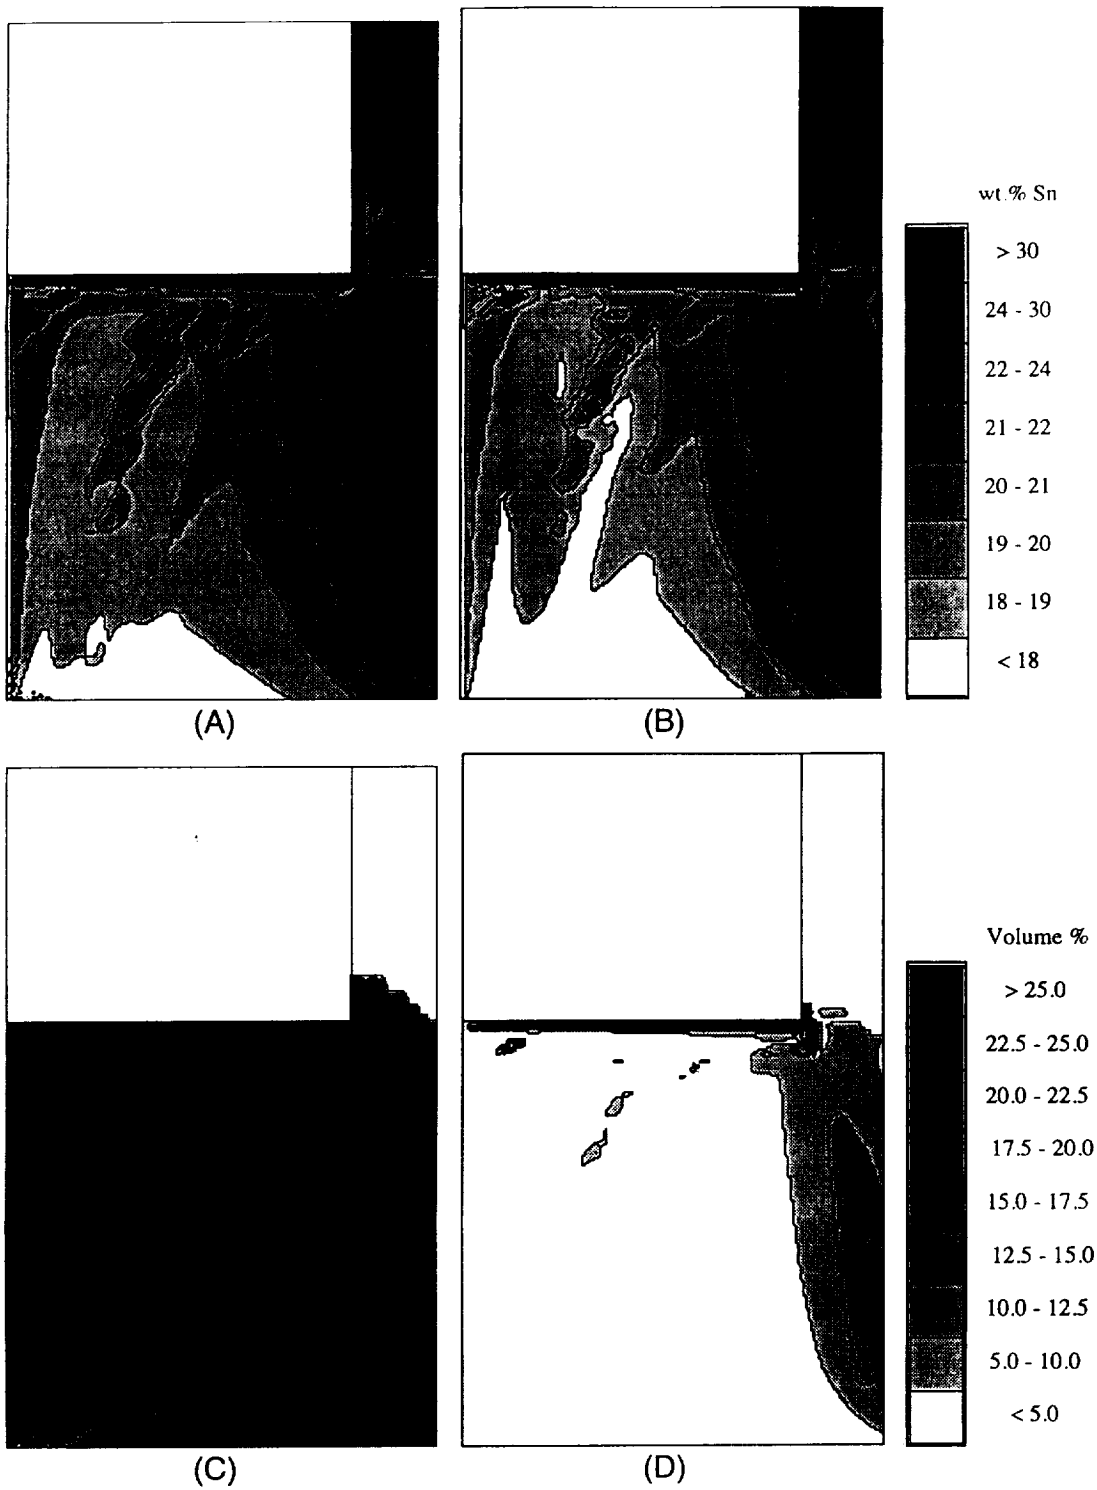 wt.% Sn
> 30
24 - 30
22 - 24
21 - 22
20 - 21
19 - 20
18 - 19
< 18
(A)
(B)
Volume %
> 25.0
22.5 - 25.0
20.0 - 22.5
17.5 - 20.0
15.0 - 17.5
12.5 - 15.0
10.0 - 12.5
5.0 - 10.0
< 5.0
(C)
(D)